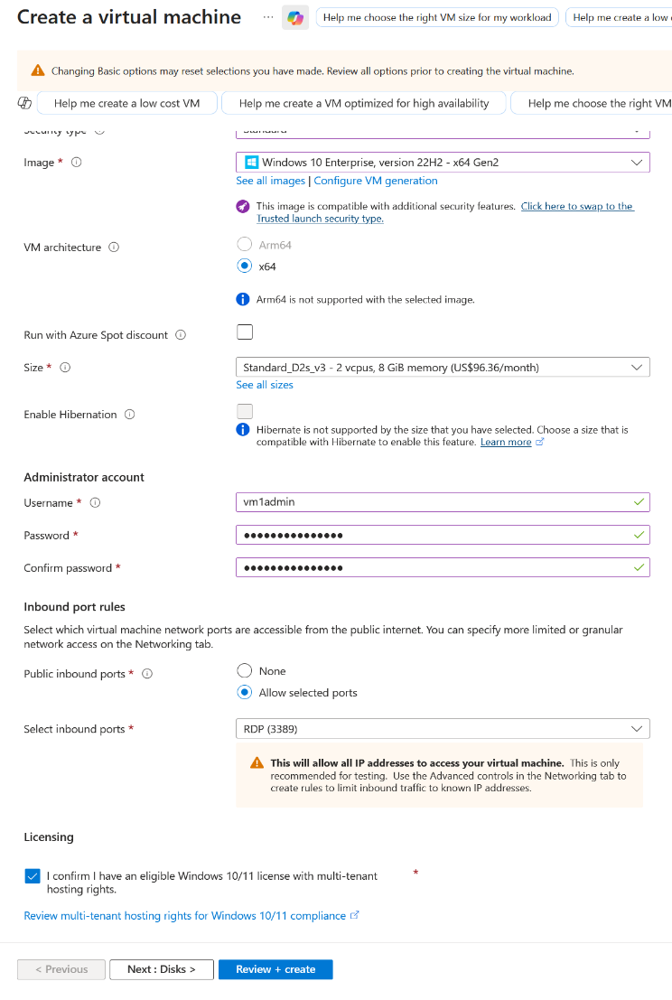 Create a virtual machine ...
Help me choose the right VM size for my workload
Help me create a low
Changing Basic options may reset selections you have made. Review all options prior to creating the virtual machine.
Help me create a low cost VM
Help me create a VM optimized for high availability
Help me choose the right VM
Security type
Standard
Image *
Windows 10 Enterprise, version 22H2 - x64 Gen2
See all images | Configure VM generation
This image is compatible with additional security features. Click here to swap to the
Trusted launch security type.
VM architecture
Arm64
x64
Arm64 is not supported with the selected image.
Run with Azure Spot discount
Size *
Standard_D2s_v3 - 2 vcpus, 8 GiB memory (US$96.36/month)
See all sizes
Enable Hibernation
Hibernate is not supported by the size that you have selected. Choose a size that is
compatible with Hibernate to enable this feature. Learn more
Administrator account
Username *
vm1admin
Password *
•••••••••••••••
Confirm password *
•••••••••••••••
Inbound port rules
Select which virtual machine network ports are accessible from the public internet. You can specify more limited or granular
network access on the Networking tab.
Public inbound ports *
None
Allow selected ports
Select inbound ports *
RDP (3389)
This will allow all IP addresses to access your virtual machine. This is only
recommended for testing. Use the Advanced controls in the Networking tab to
create rules to limit inbound traffic to known IP addresses.
Licensing
I confirm I have an eligible Windows 10/11 license with multi-tenant *
hosting rights.
Review multi-tenant hosting rights for Windows 10/11 compliance
< Previous
Next : Disks >
Review + create